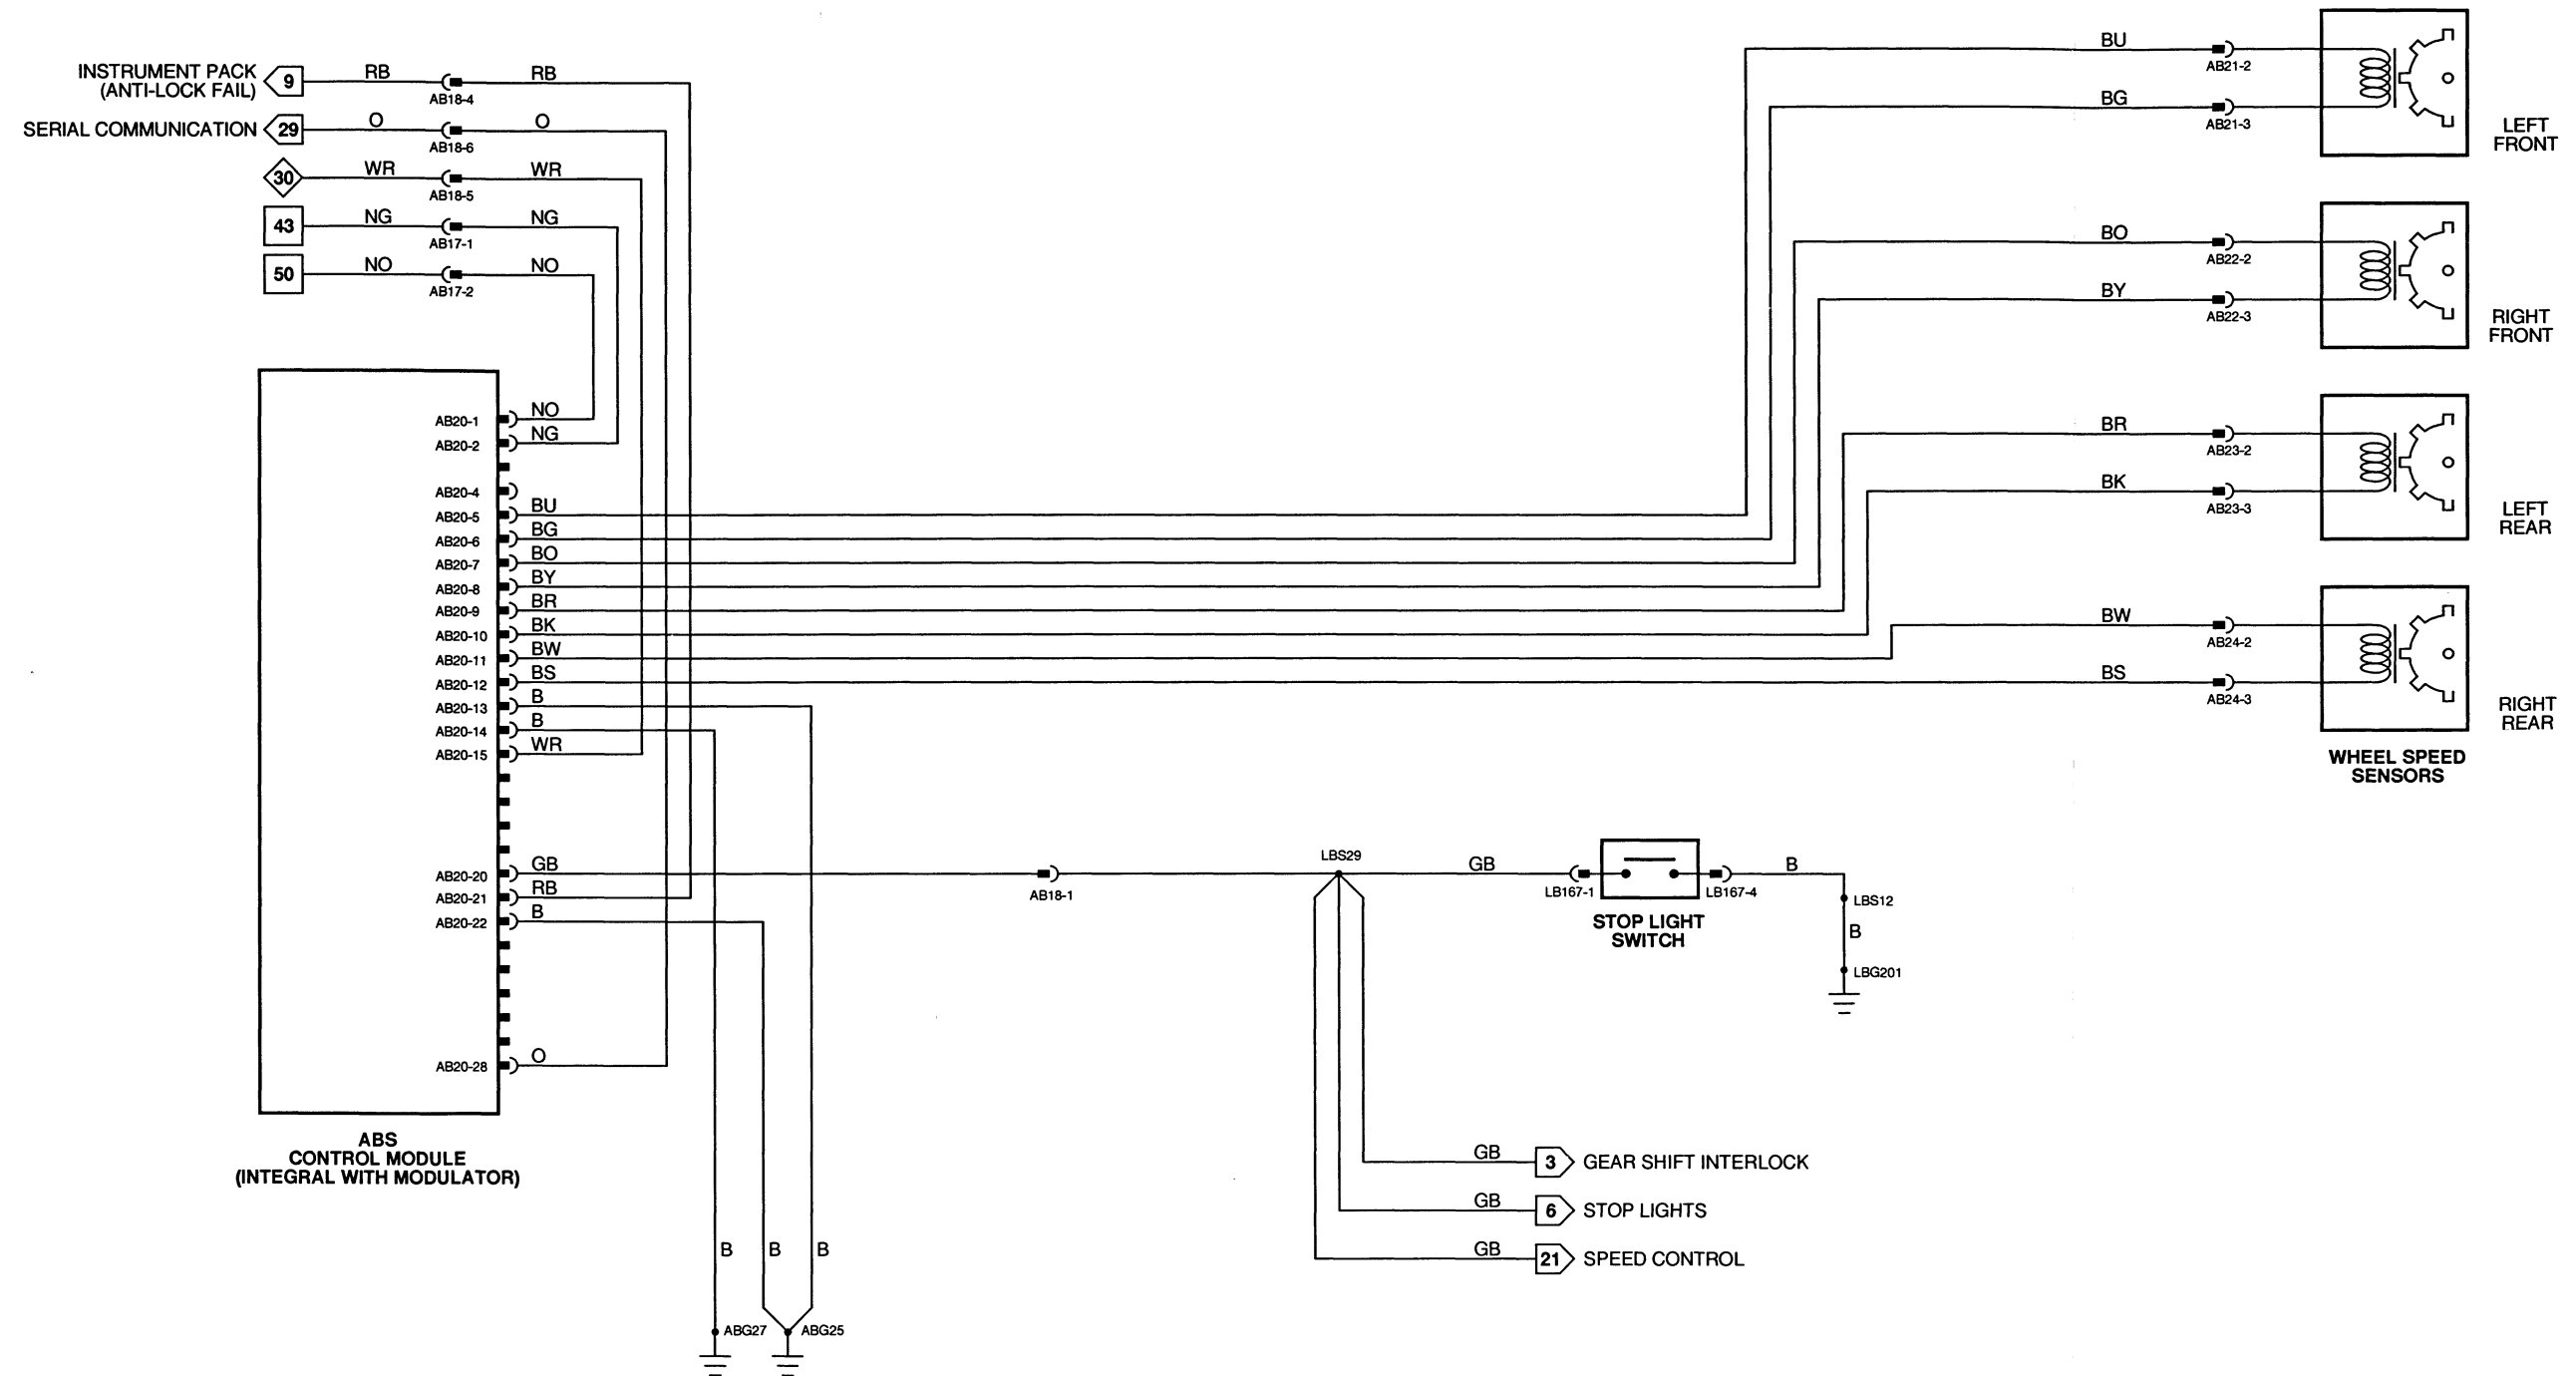 INSTRUMENT PACK
(ANTI-LOCK FAIL)
9
RB
AB18-4
RB
SERIAL COMMUNICATION
29
O
AB18-6
O
30
WR
AB18-5
WR
43
NG
AB17-1
NG
50
NO
AB17-2
NO
AB20-1
NO
AB20-2
NG
AB20-4
AB20-5
BU
AB20-6
BG
AB20-7
BO
AB20-8
BY
AB20-9
BR
AB20-10
BK
AB20-11
BW
AB20-12
BS
AB20-13
B
AB20-14
B
AB20-15
WR
AB20-20
GB
AB20-21
RB
AB20-22
B
AB20-28
O
ABS
CONTROL MODULE
(INTEGRAL WITH MODULATOR)
B
B
B
ABG27
ABG25
AB18-1
LBS29
GB
LB167-1
LB167-4
STOP LIGHT
SWITCH
B
LBS12
B
LBG201
GB
3
GEAR SHIFT INTERLOCK
GB
6
STOP LIGHTS
GB
21
SPEED CONTROL
BU
AB21-2
BG
AB21-3
LEFT
FRONT
BO
AB22-2
BY
AB22-3
RIGHT
FRONT
BR
AB23-2
BK
AB23-3
LEFT
REAR
BW
AB24-2
BS
AB24-3
RIGHT
REAR
WHEEL SPEED
SENSORS